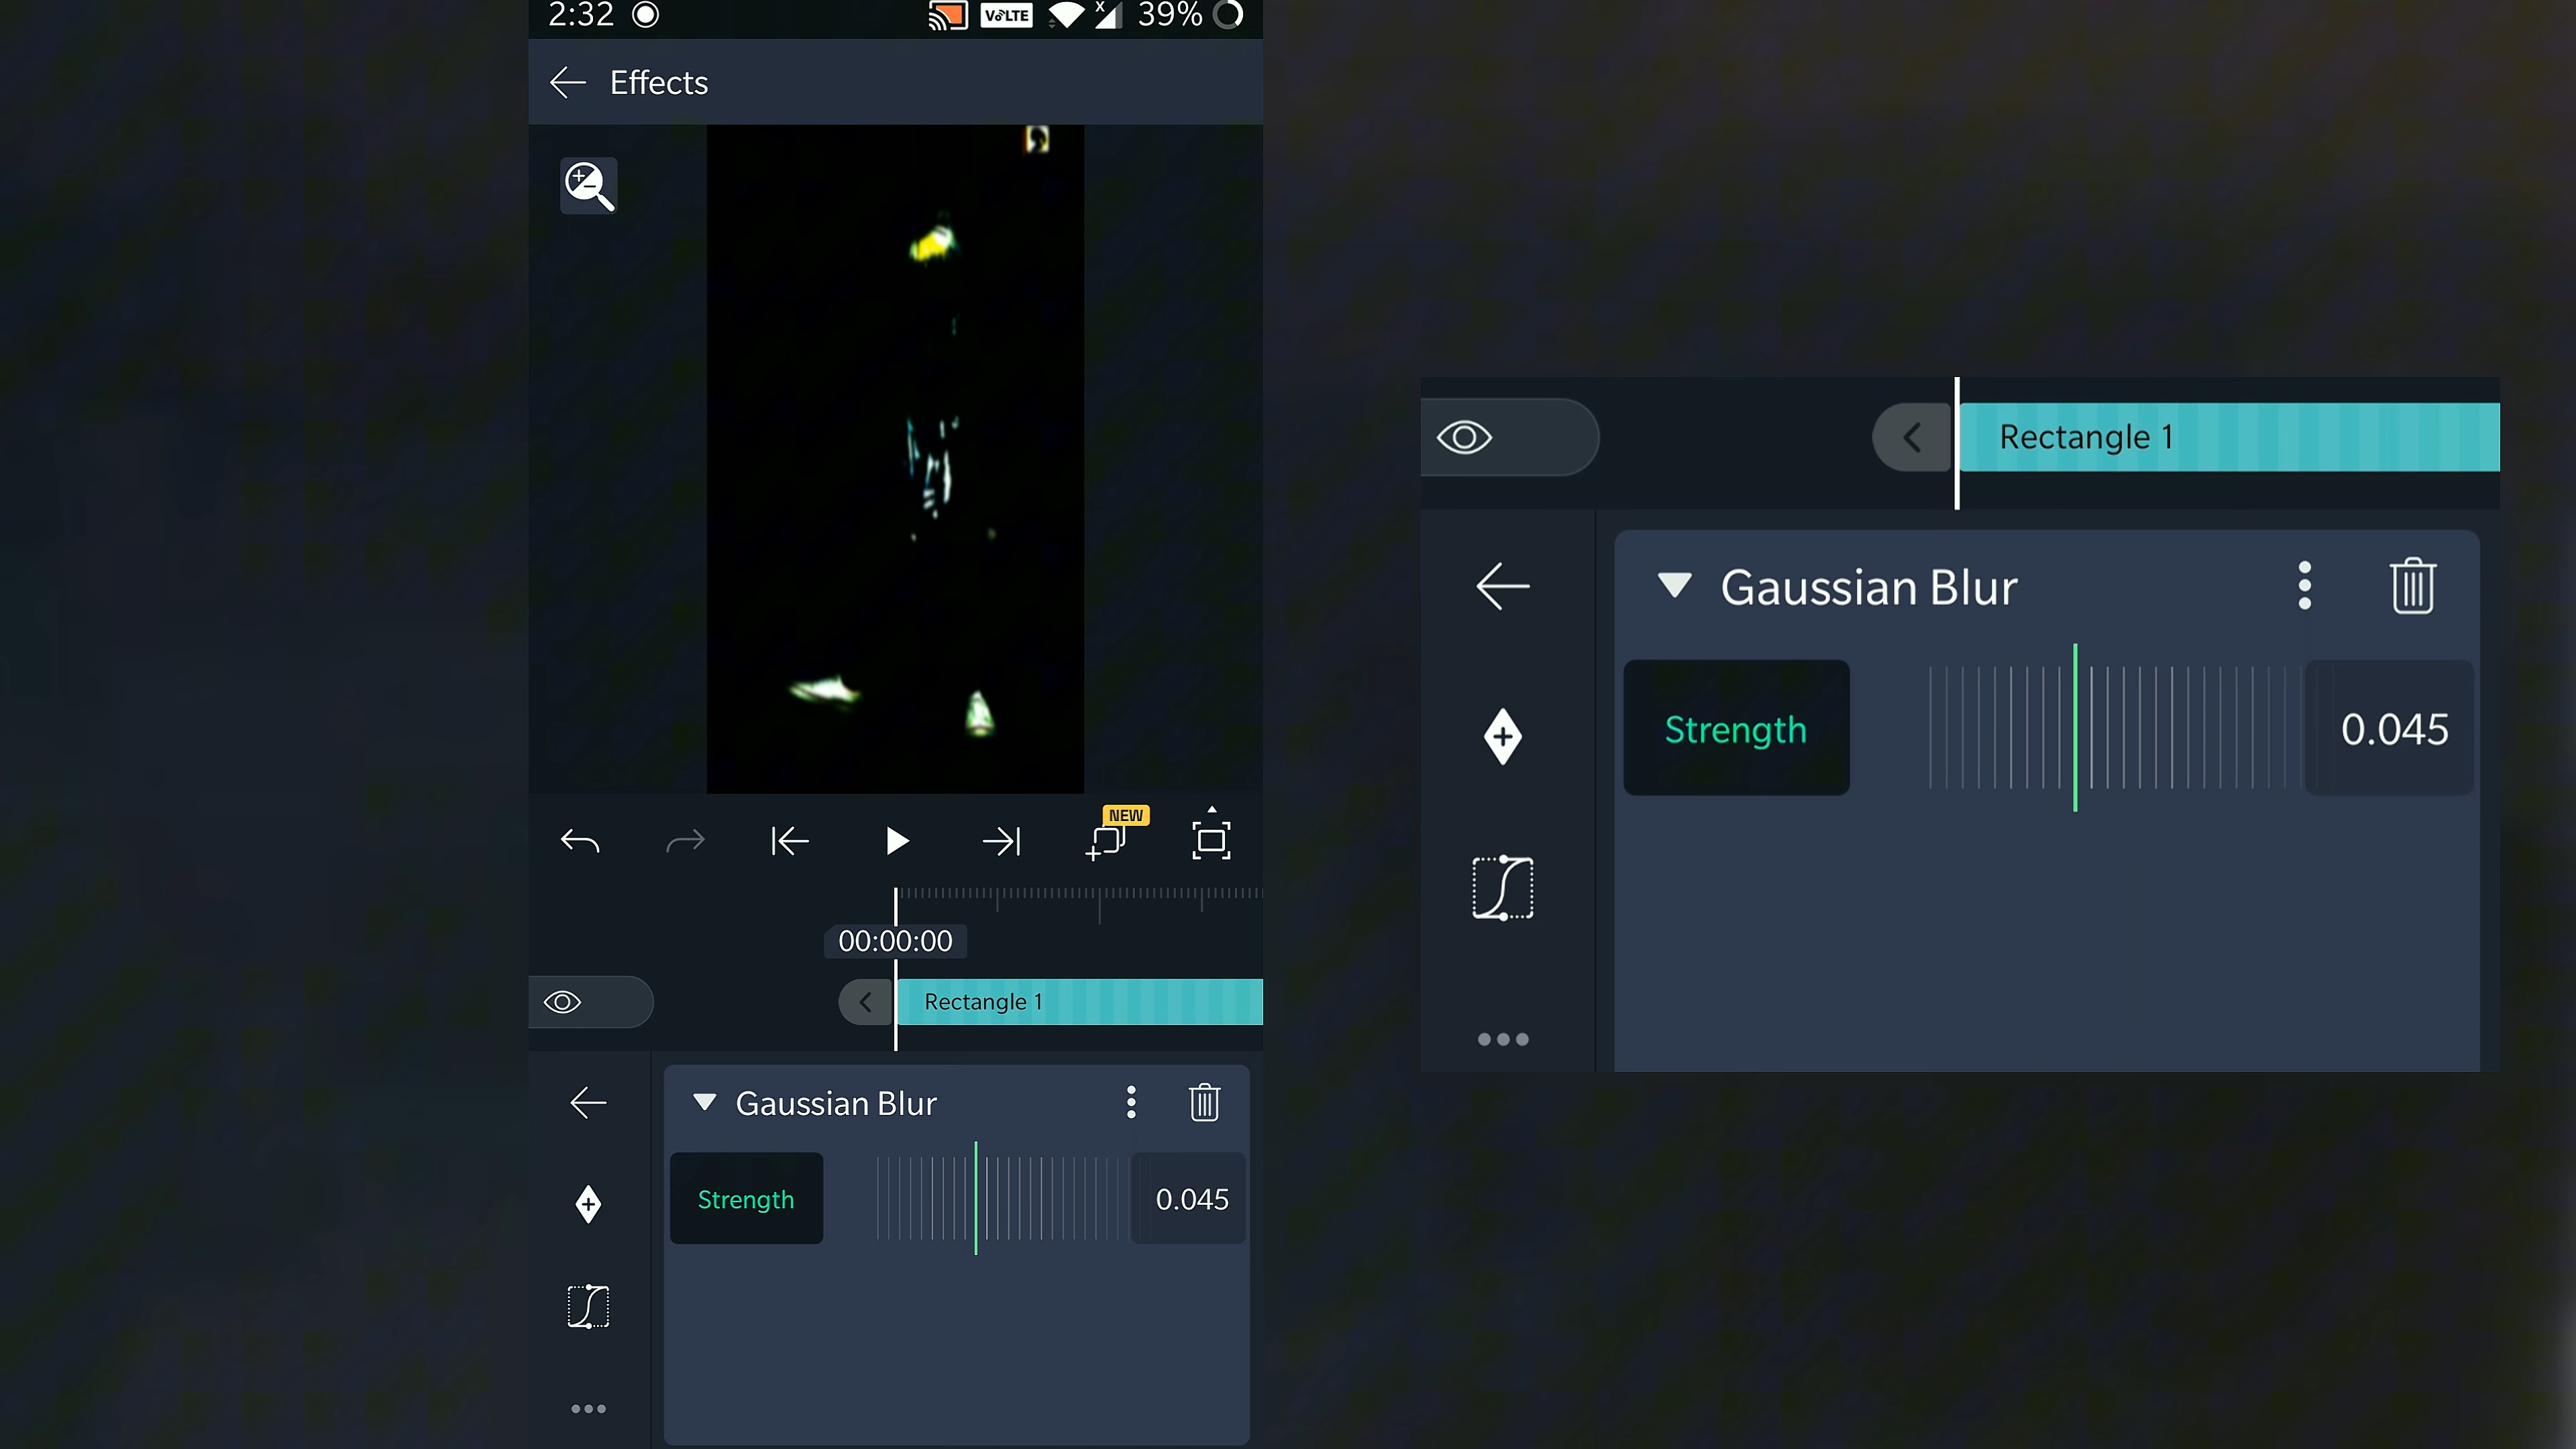 2:32
x
VoLTE
39%
Effects
NEW
00:00:00
Rectangle 1
Gaussian Blur
Strength
0.045
Rectangle 1
Gaussian Blur
Strength
0.045